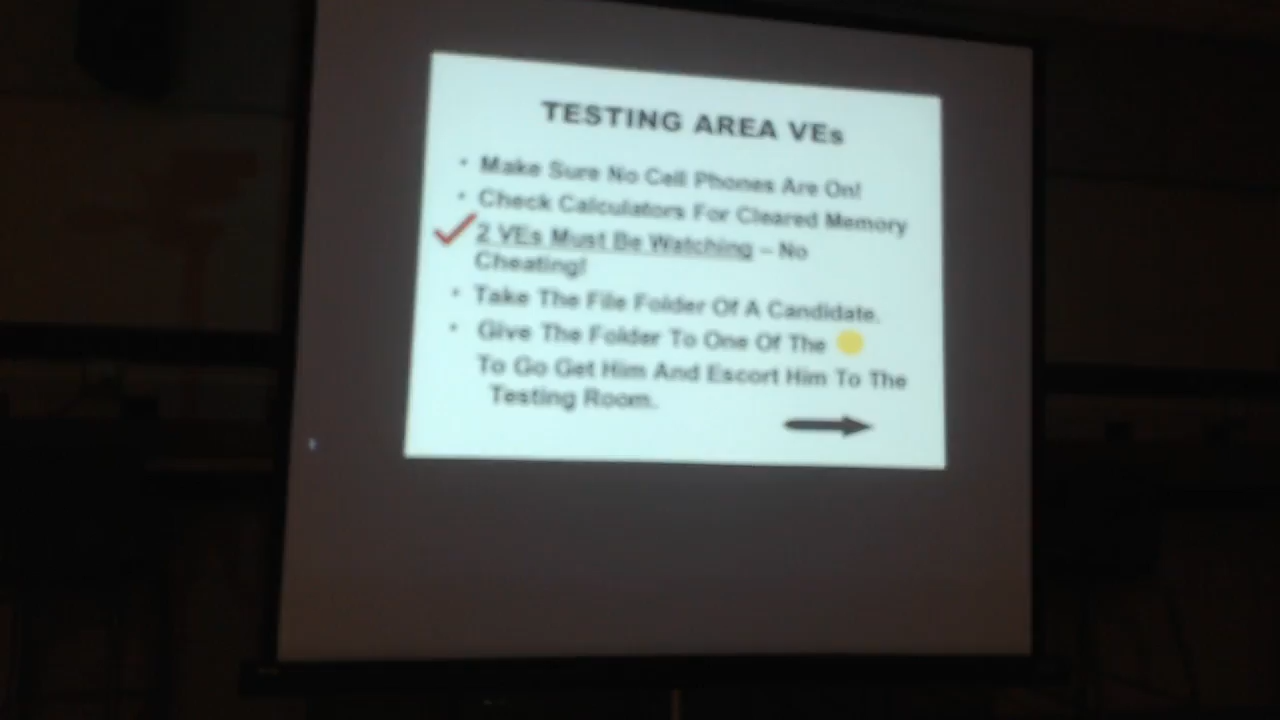 TESTING AREA VEs
• Make Sure No Cell Phones Are On!
• Check Calculators For Cleared Memory
2 VEs Must Be Watching – No
Cheating!
• Take The File Folder Of A Candidate.
• Give The Folder To One Of The
To Go Get Him And Escort Him To The
Testing Room.